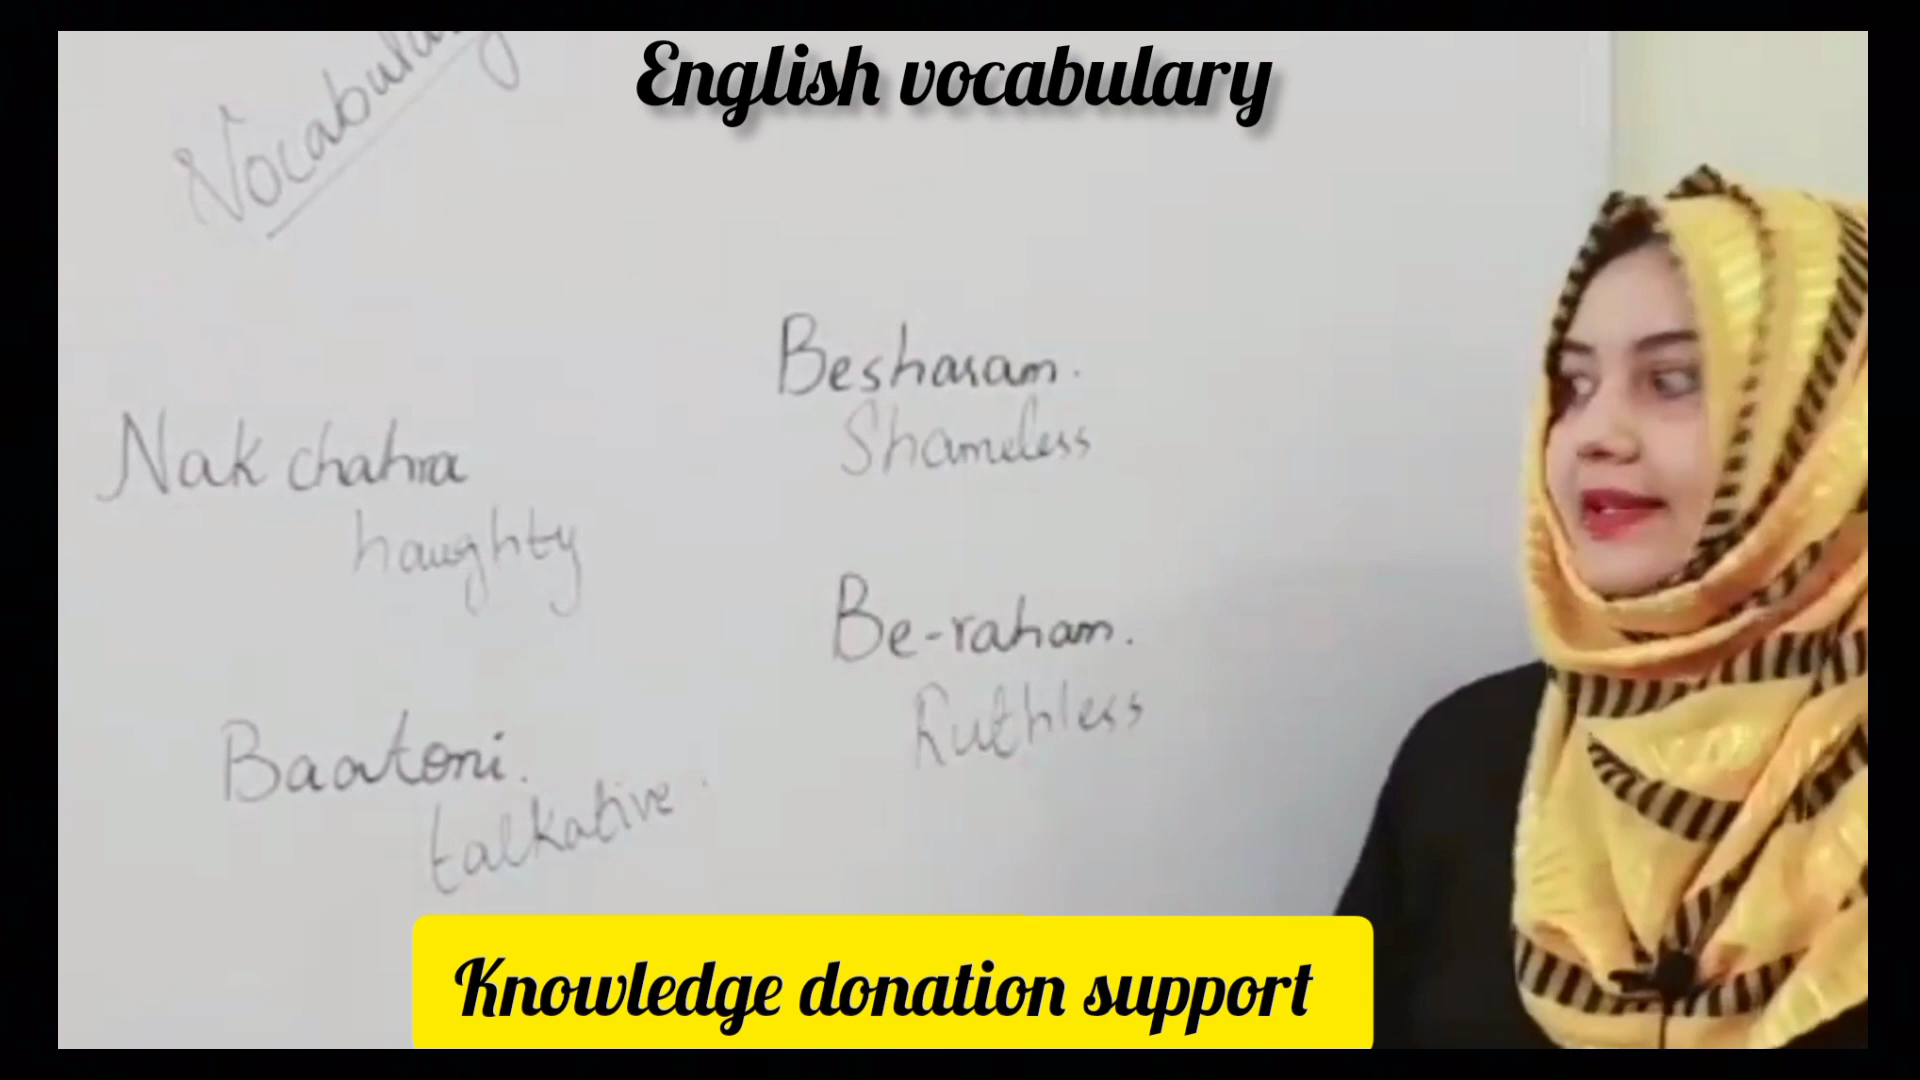 English vocabulary
Vocabulary
Nak chahra
haughty
Baatoni.
talkative.
Besharam.
Shameless
Be-raham.
Ruthless
Knowledge donation support